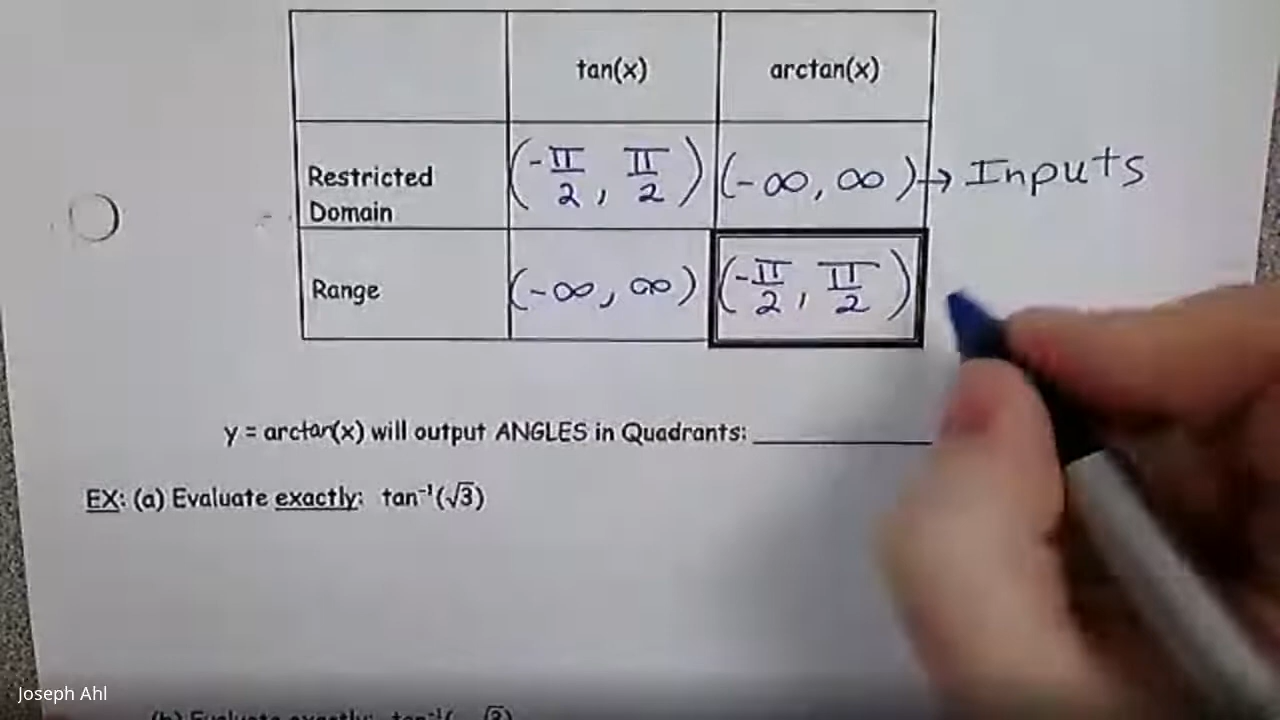 tan(x) arctan(x)
Restricted Domain (-π/2, π/2) (-∞, ∞) → Inputs
Range (-∞, ∞) (-π/2, π/2)
y = arctan(x) will output ANGLES in Quadrants: ____________
EX: (a) Evaluate exactly: tan⁻¹(√3)
Joseph Ahl